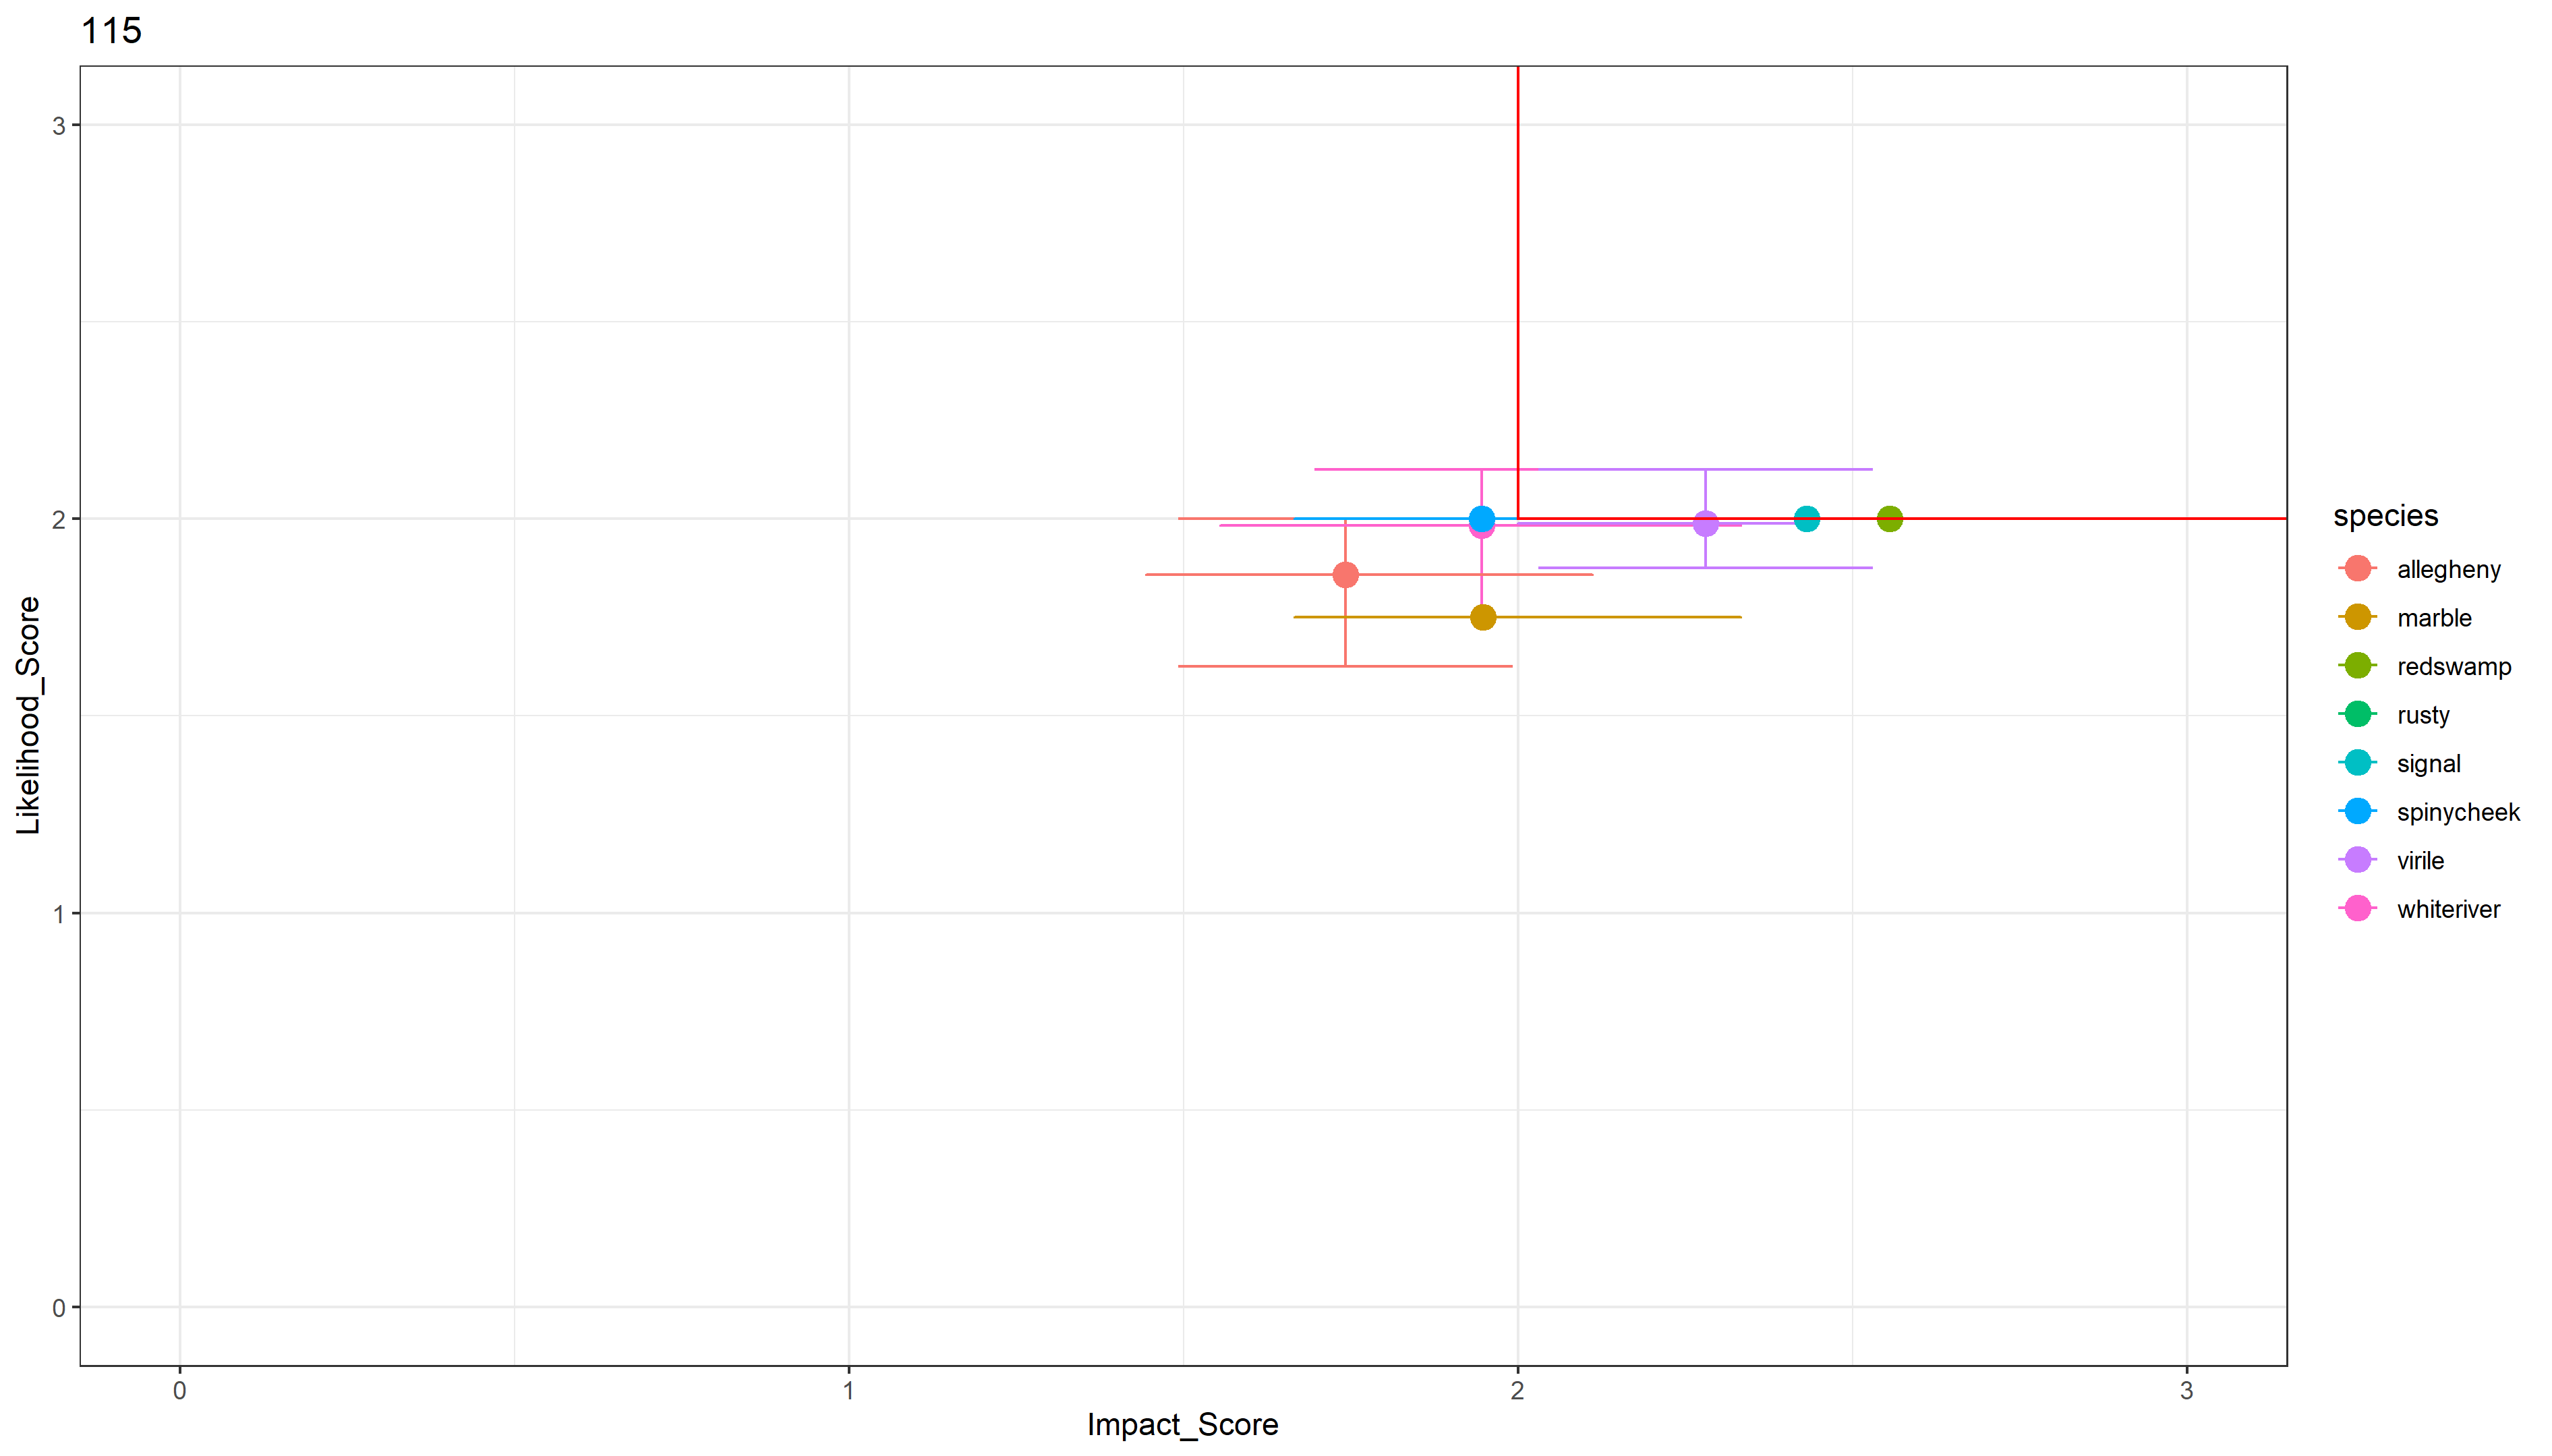 115
3
2
1
0
Likelihood_Score
0 1 2 3
Impact_Score
species
allegheny
marble
redswamp
rusty
signal
spinycheek
virile
whiteriver